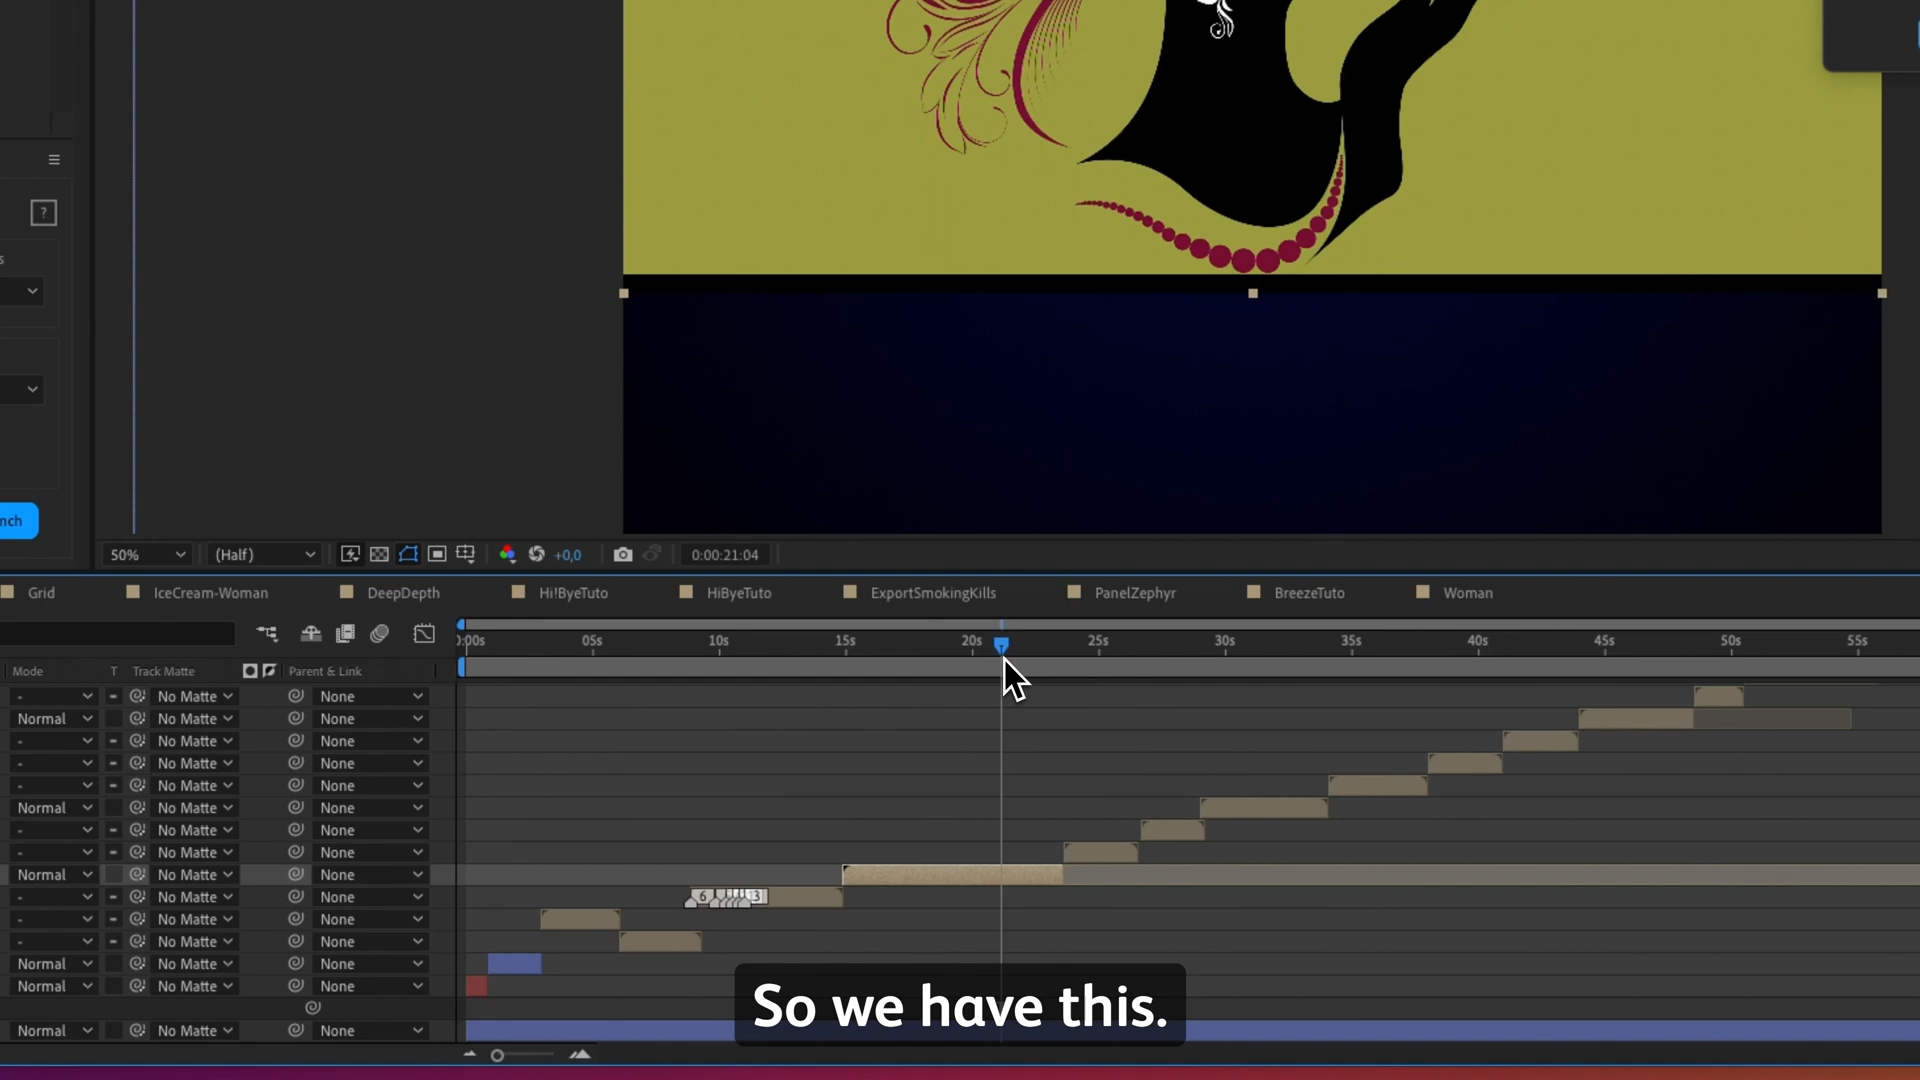 ?
s
nch
50%
(Half)
+0,0
0:00:21:04
Grid IceCream-Woman DeepDepth Hi!ByeTuto HiByeTuto ExportSmokingKills PanelZephyr BreezeTuto Woman
0:00s 05s 10s 15s 20s 25s 30s 35s 40s 45s 50s 55s
Mode T Track Matte Parent & Link
- No Matte None
Normal No Matte None
- No Matte None
- No Matte None
- No Matte None
Normal No Matte None
- No Matte None
- No Matte None
Normal No Matte None
- No Matte None 6 3
- No Matte None
- No Matte None
Normal No Matte None
Normal No Matte None
Normal No Matte None
So we have this.